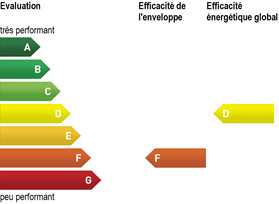 Evaluation
Efficacité de
l'enveloppe
Efficacité
énergétique global
très performant
A
B
C
D
D
E
F
F
G
peu performant